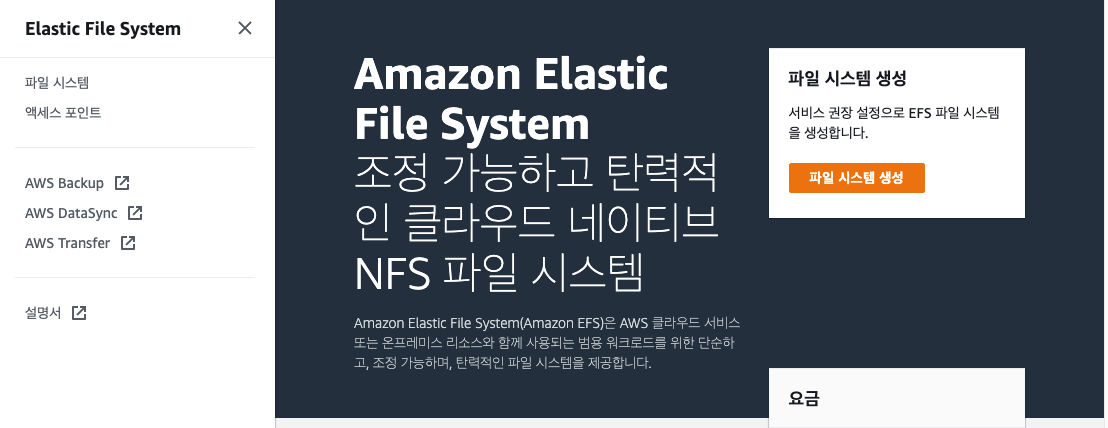 Elastic File System
파일 시스템
액세스 포인트
AWS Backup
AWS DataSync
AWS Transfer
설명서
Amazon Elastic
File System
조정 가능하고 탄력적
인 클라우드 네이티브
NFS 파일 시스템
Amazon Elastic File System(Amazon EFS)은 AWS 클라우드 서비스
또는 온프레미스 리소스와 함께 사용되는 범용 워크로드를 위한 단순하
고, 조정 가능하며, 탄력적인 파일 시스템을 제공합니다.
파일 시스템 생성
서비스 권장 설정으로 EFS 파일 시스템
을 생성합니다.
파일 시스템 생성
요금